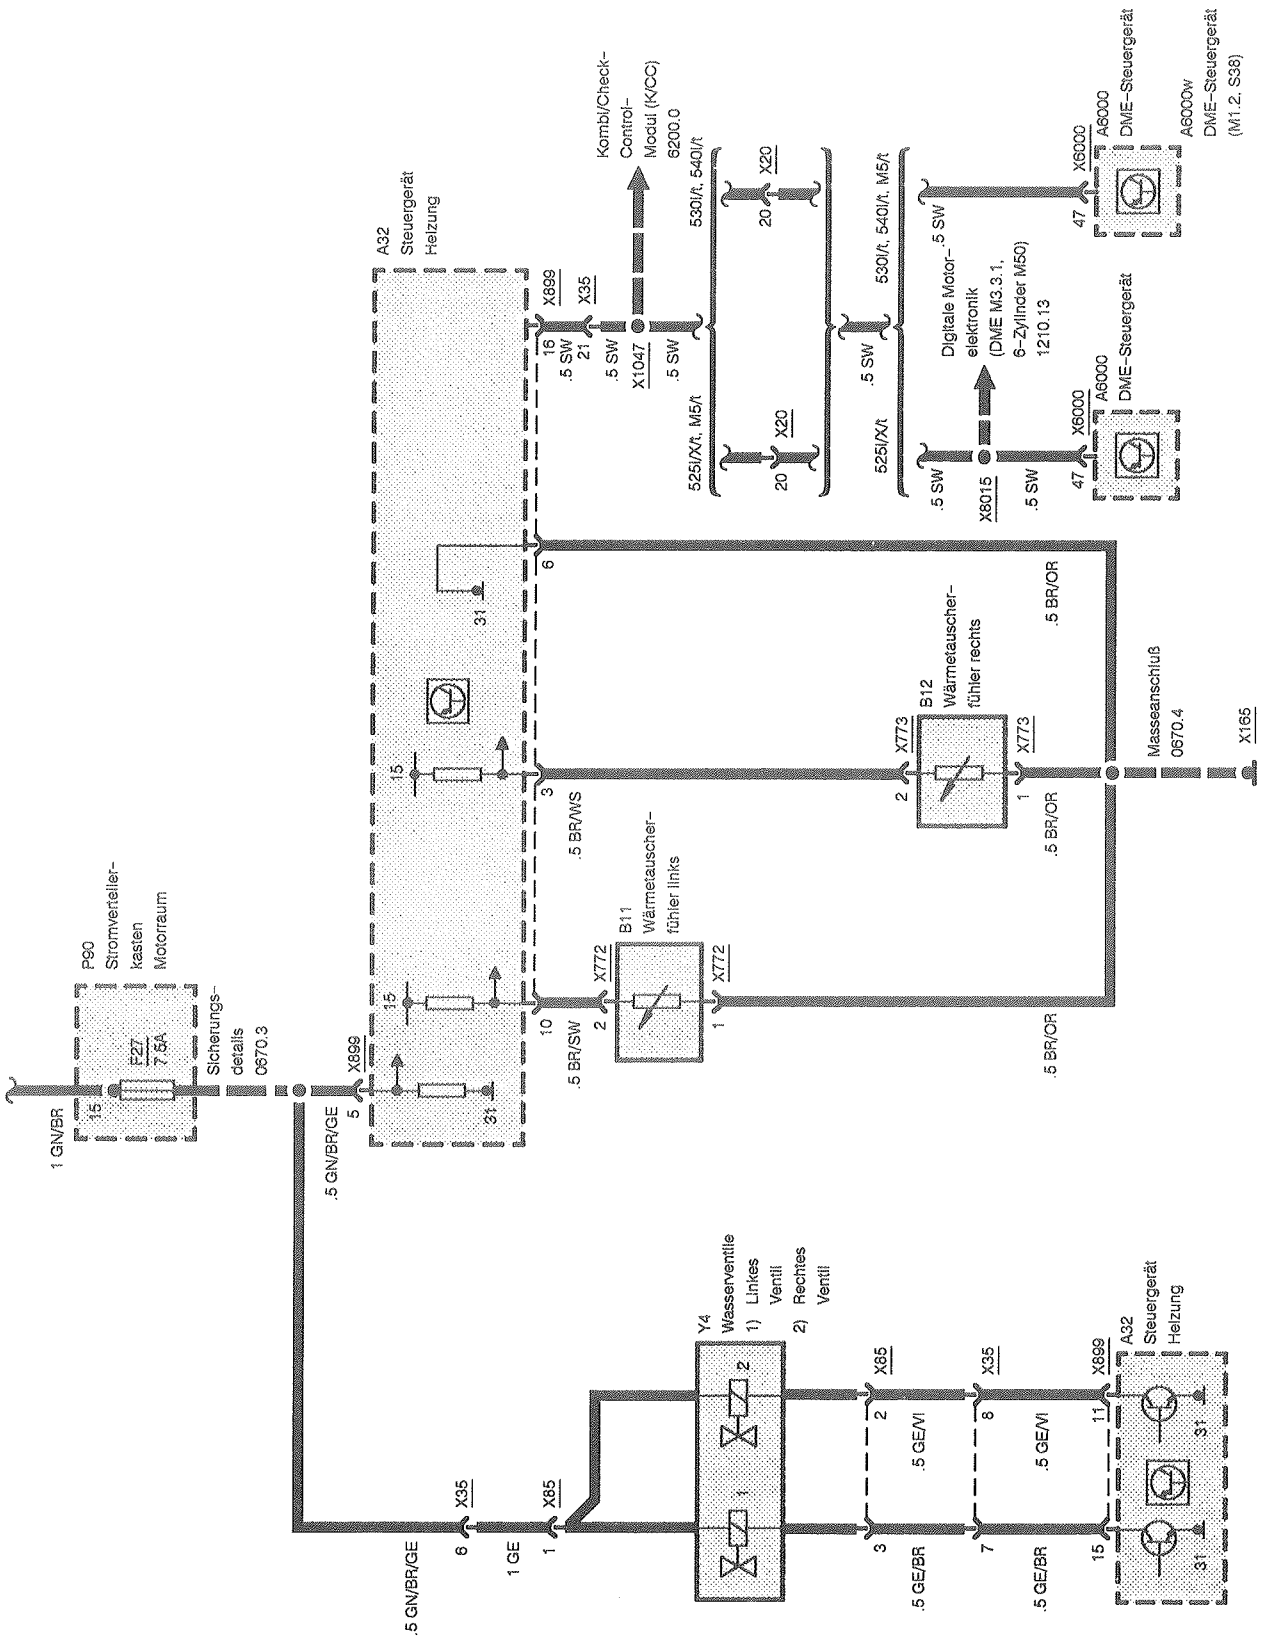 1 GN/BR
15
F27
7.5A
P90
Stromverteiler–
kasten
Motorraum
Sicherungs–
details
0670.3
.5 GN/BR/GE
5
X899
A32
Steuergerät
Heizung
31
15
15
31
10
3
6
16
X899
.5 SW
21
X35
.5 SW
X1047
.5 SW
Kombi/Check–
Control–
Modul (K/CC)
6200.0
525i/X/t, M5/t
530i/t, 540i/t
20
X20
20
X20
.5 SW
525i/X/t
530i/t, 540i/t, M5/t
.5 SW
.5 SW
X8015
.5 SW
Digitale Motor–
elektronik
(DME M3.3.1,
6–Zylinder M50)
1210.13
47
X6000
A6000
DME–Steuergerät
47
X6000
A6000
DME–Steuergerät
A6000w
DME–Steuergerät
(M1.2, S38)
.5 BR/SW
2
X772
B11
Wärmetauscher–
fühler links
1
X772
.5 BR/OR
.5 BR/WS
2
X773
B12
Wärmetauscher–
fühler rechts
1
X773
.5 BR/OR
.5 BR/OR
Masseanschluß
0670.4
X165
.5 GN/BR/GE
6
X35
1 GE
1
X85
1
2
Y4
Wasserventile
1) Linkes
Ventil
2) Rechtes
Ventil
3
2
X85
.5 GE/BR
.5 GE/VI
7
8
X35
.5 GE/BR
.5 GE/VI
15
11
X899
A32
Steuergerät
Heizung
31
31